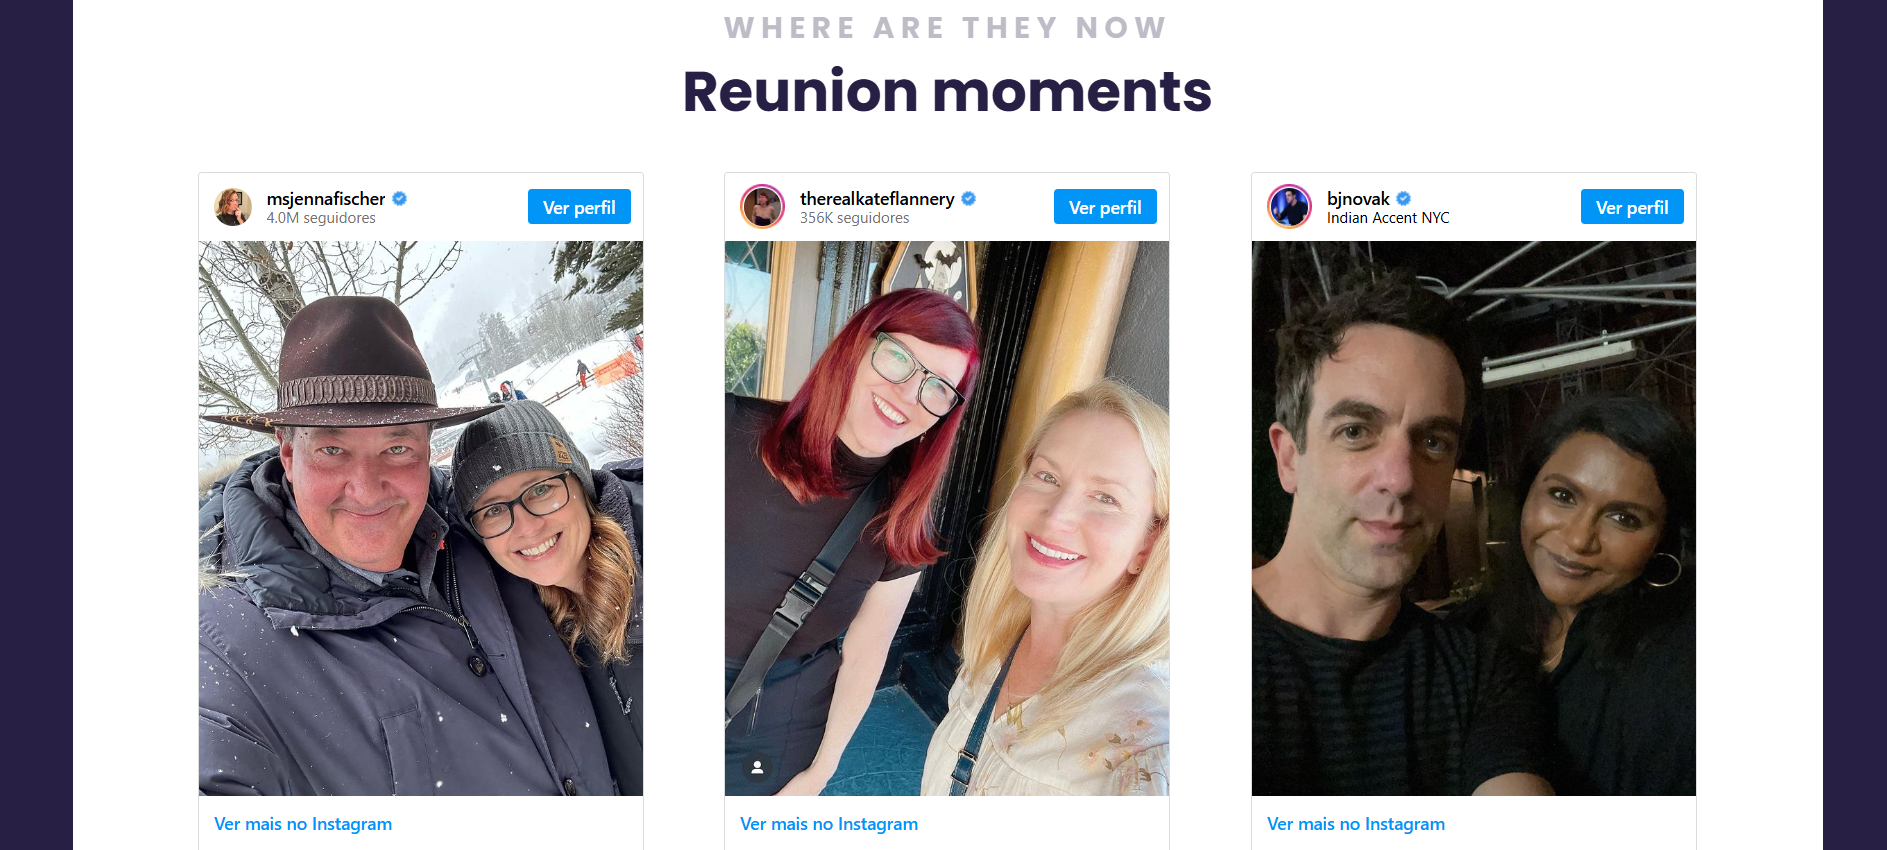 WHERE ARE THEY NOW
Reunion moments
msjennafischer
4.0M seguidores
Ver perfil
therealkateflannery
356K seguidores
Ver perfil
bjnovak
Indian Accent NYC
Ver perfil
Ver mais no Instagram
Ver mais no Instagram
Ver mais no Instagram